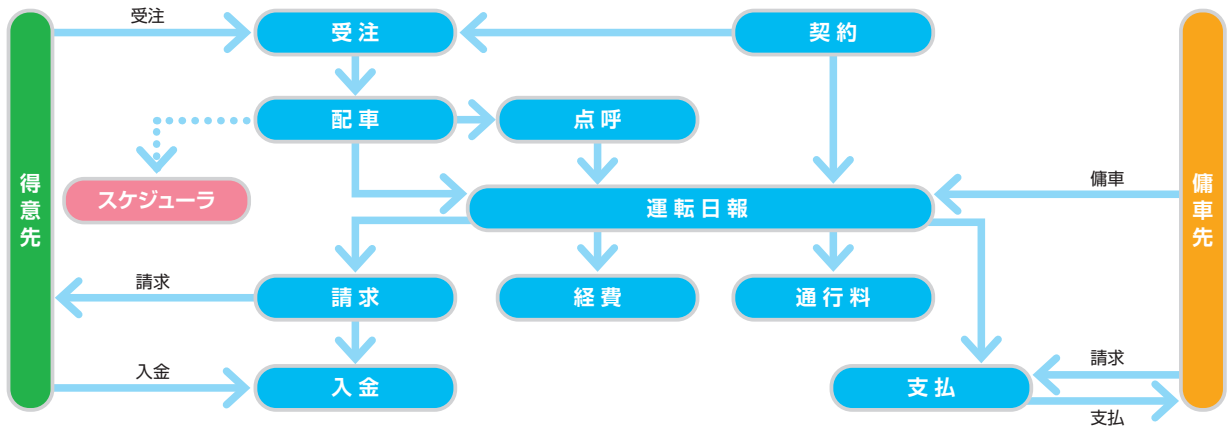 受注
受注
契約
配車
点呼
得意先
スケジューラ
運転日報
傭車
傭車先
請求
請求
経費
通行料
入金
入金
支払
請求
支払